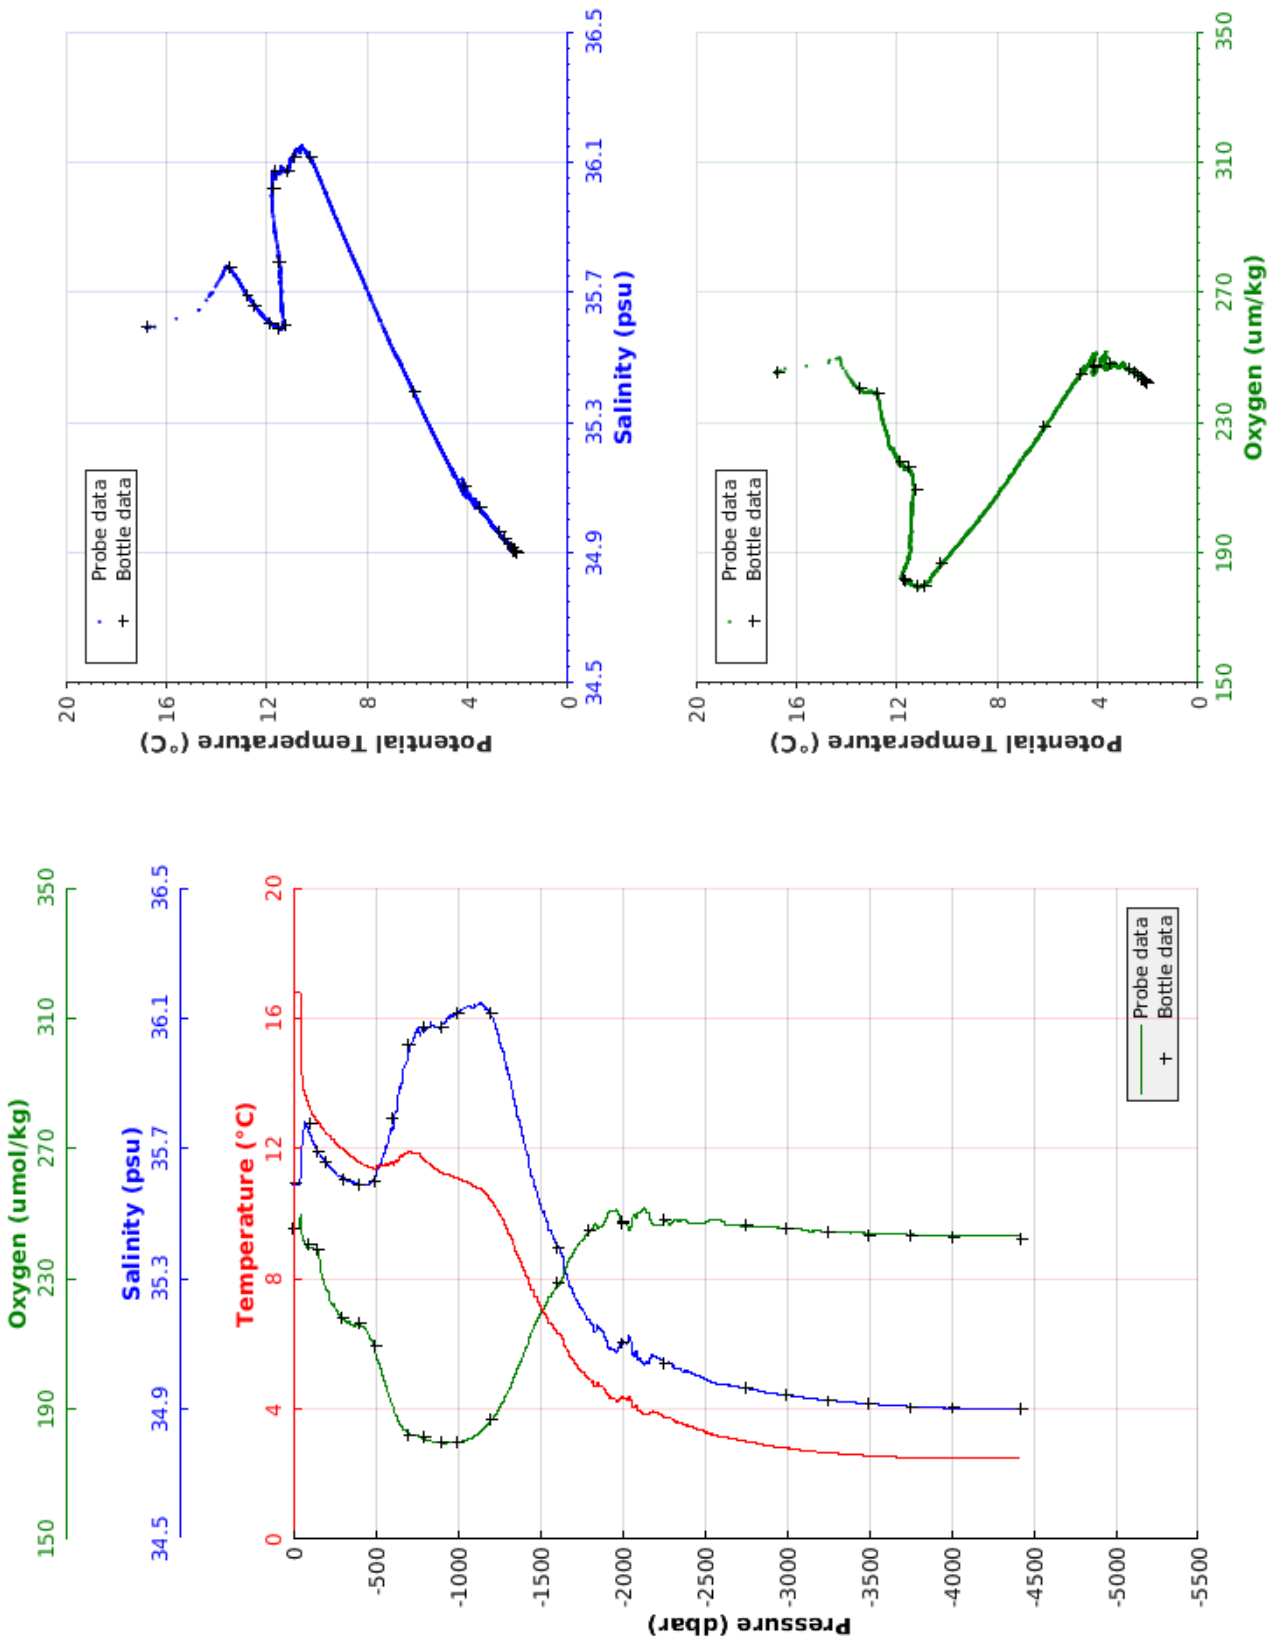 Oxygen (umol/kg)
150 190 230 270 310 350
Salinity (psu)
34.5 34.9 35.3 35.7 36.1 36.5
Temperature (°C)
0 4 8 12 16 20
0
-500
-1000
-1500
-2000
-2500
-3000
-3500
-4000
-4500
-5000
-5500
Pressure (dbar)
Probe data
Bottle data
20
16
12
8
4
0
Potential Temperature (°C)
Probe data
Bottle data
34.5 34.9 35.3 35.7 36.1 36.5
Salinity (psu)
20
16
12
8
4
0
Potential Temperature (°C)
Probe data
Bottle data
150 190 230 270 310 350
Oxygen (um/kg)